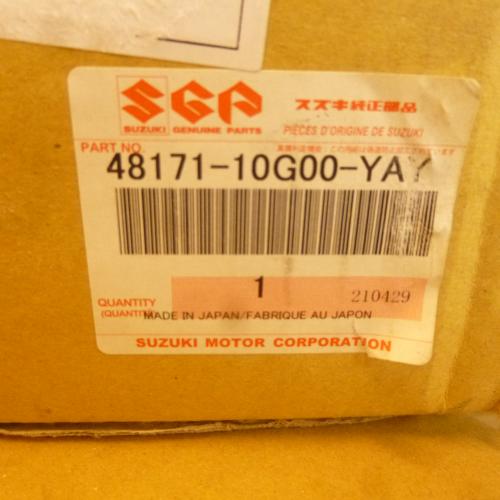 SGP
SUZUKI GENUINE PARTS
スズキ純正部品
PIÈCES D'ORIGINE DE SUZUKI
PART NO.
48171-10G00-YAY
1
210429
QUANTITY
(QUANTITÉ)
MADE IN JAPAN/FABRIQUE AU JAPON
SUZUKI MOTOR CORPORATION